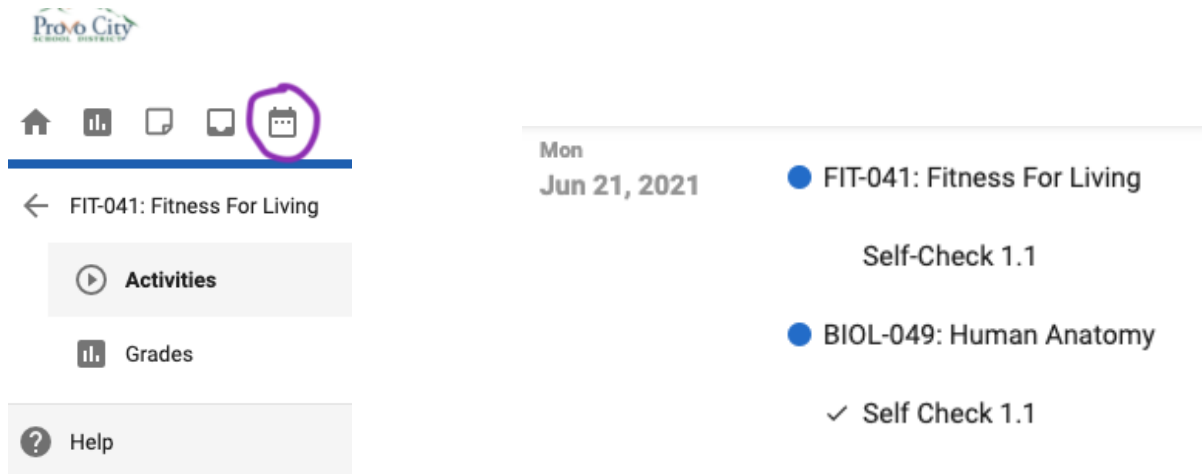 Provo City
SCHOOL DISTRICT
FIT-041: Fitness For Living
Activities
Grades
Help
Mon
Jun 21, 2021
FIT-041: Fitness For Living
Self-Check 1.1
BIOL-049: Human Anatomy
Self Check 1.1